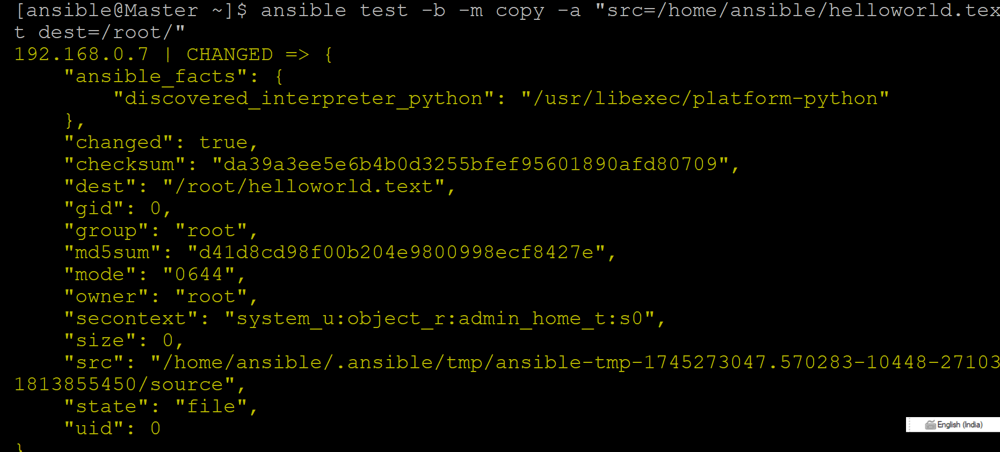 [ansible@Master ~]$ ansible test -b -m copy -a "src=/home/ansible/helloworld.tex
t dest=/root/"
192.168.0.7 | CHANGED => {
    "ansible_facts": {
        "discovered_interpreter_python": "/usr/libexec/platform-python"
    },
    "changed": true,
    "checksum": "da39a3ee5e6b4b0d3255bfef95601890afd80709",
    "dest": "/root/helloworld.text",
    "gid": 0,
    "group": "root",
    "md5sum": "d41d8cd98f00b204e9800998ecf8427e",
    "mode": "0644",
    "owner": "root",
    "secontext": "system_u:object_r:admin_home_t:s0",
    "size": 0,
    "src": "/home/ansible/.ansible/tmp/ansible-tmp-1745273047.570283-10448-27103
1813855450/source",
    "state": "file",
    "uid": 0
}
English (India)